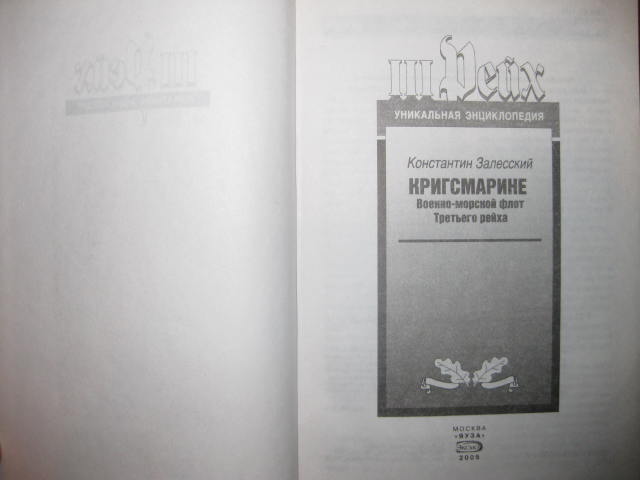 III Рейх
УНИКАЛЬНАЯ ЭНЦИКЛОПЕДИЯ
Константин Залесский
КРИГСМАРИНЕ
Военно-морской флот
Третьего рейха
МОСКВА
«ЯУЗА»
ЭКСМО
2005